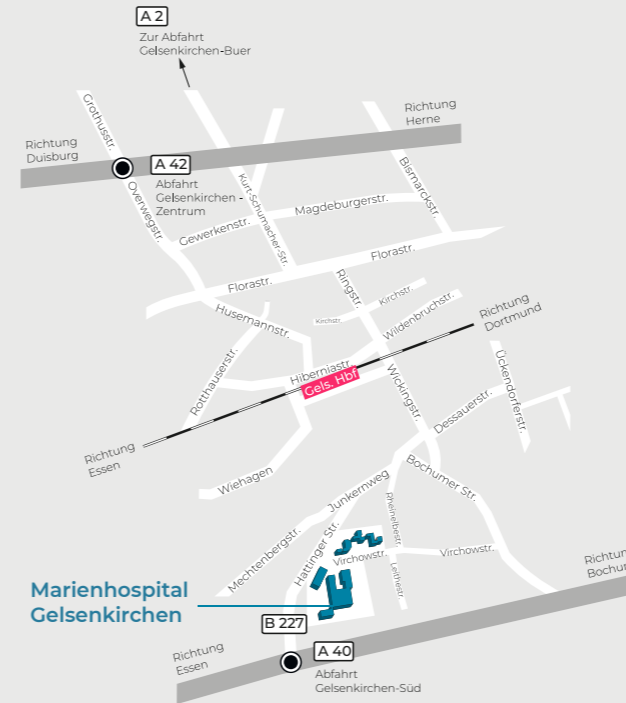 A 2
Zur Abfahrt
Gelsenkirchen-Buer
Grothusstr.
Richtung
Herne
Richtung
Duisburg
A 42
Abfahrt
Gelsenkirchen -
Zentrum
Overwegstr.
Kurt-Schumacher-Str.
Bismarckstr.
Magdeburgerstr.
Gewerkenstr.
Florastr.
Florastr.
Ringstr.
Kirchstr.
Kirchstr.
Husemannstr.
Wildenbruchstr.
Richtung
Dortmund
Rotthauserstr.
Hiberniastr.
Gels. Hbf
Wickingstr.
Dessauerstr.
Ückendorferstr.
Richtung
Essen
Wiehagen
Bochumer Str.
Junkernweg
Rheinelbestr.
Mechtenbergstr.
Hattinger Str.
Virchowstr.
Virchowstr.
Leithestr.
Marienhospital
Gelsenkirchen
B 227
A 40
Abfahrt
Gelsenkirchen-Süd
Richtung
Essen